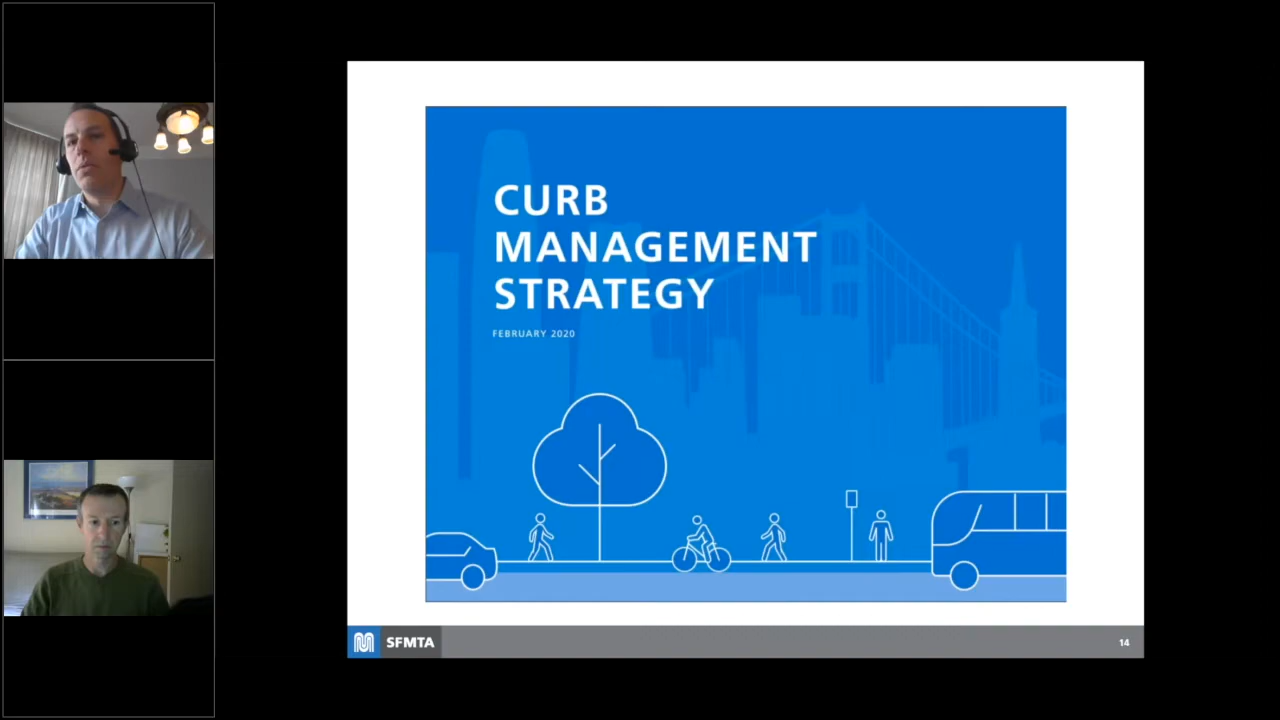 CURB
MANAGEMENT
STRATEGY
FEBRUARY 2020
SFMTA
14